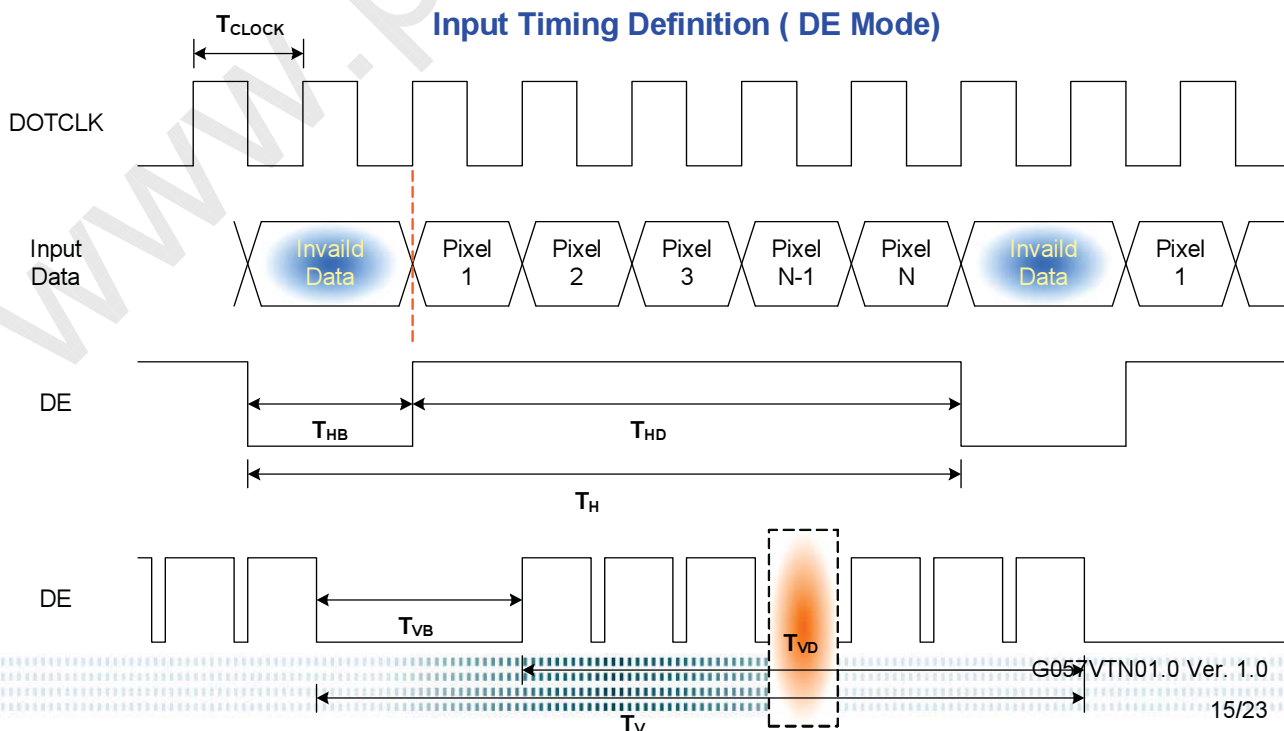 Input Timing Definition ( DE Mode)
TCLOCK
DOTCLK
Input
Data
Invaild
Data
Pixel
1
Pixel
2
Pixel
3
Pixel
N-1
Pixel
N
Invaild
Data
Pixel
1
DE
THB
THD
TH
DE
TVB
TVD
TV
G057VTN01.0 Ver. 1.0
15/23
www.p